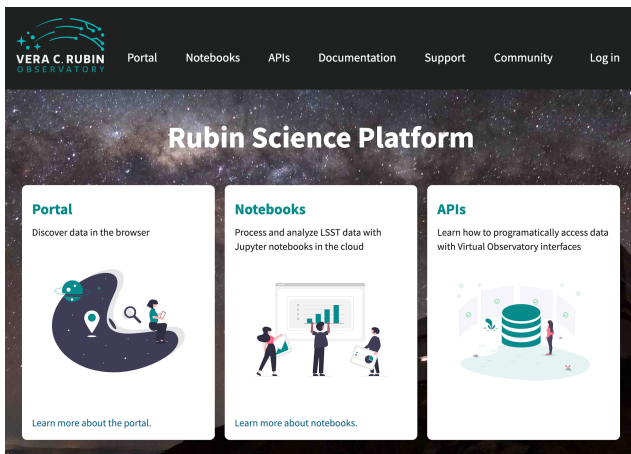 VERA C. RUBIN
OBSERVATORY
Portal
Notebooks
APIs
Documentation
Support
Community
Log in
Rubin Science Platform
Portal
Discover data in the browser
Learn more about the portal.
Notebooks
Process and analyze LSST data with
Jupyter notebooks in the cloud
Learn more about notebooks.
APIs
Learn how to programatically access data
with Virtual Observatory interfaces